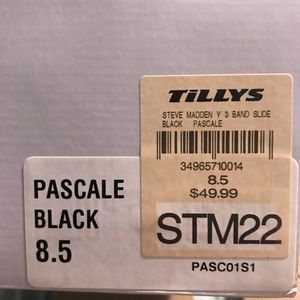 TiLLYS
STEVE MADDEN Y 3 BAND SLIDE
BLACK PASCALE
34965710014
8.5
$49.99
STM22
PASCALE
BLACK
8.5
PASC01S1